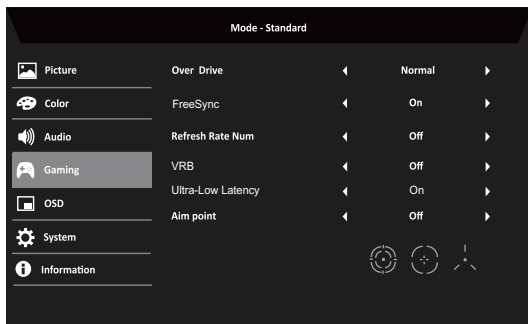 Mode - Standard
Picture
Over Drive Normal
Color
FreeSync On
Audio
Refresh Rate Num Off
Gaming
VRB Off
Ultra-Low Latency On
OSD
Aim point Off
System
Information